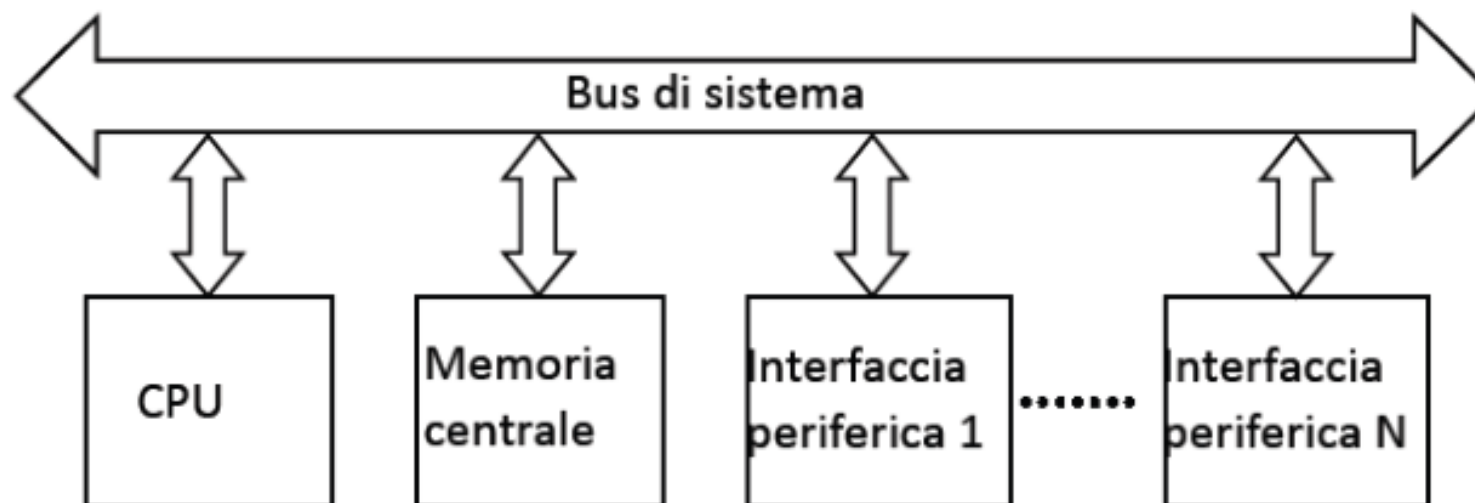 Bus di sistema
CPU
Memoria
centrale
Interfaccia
periferica 1
Interfaccia
periferica N